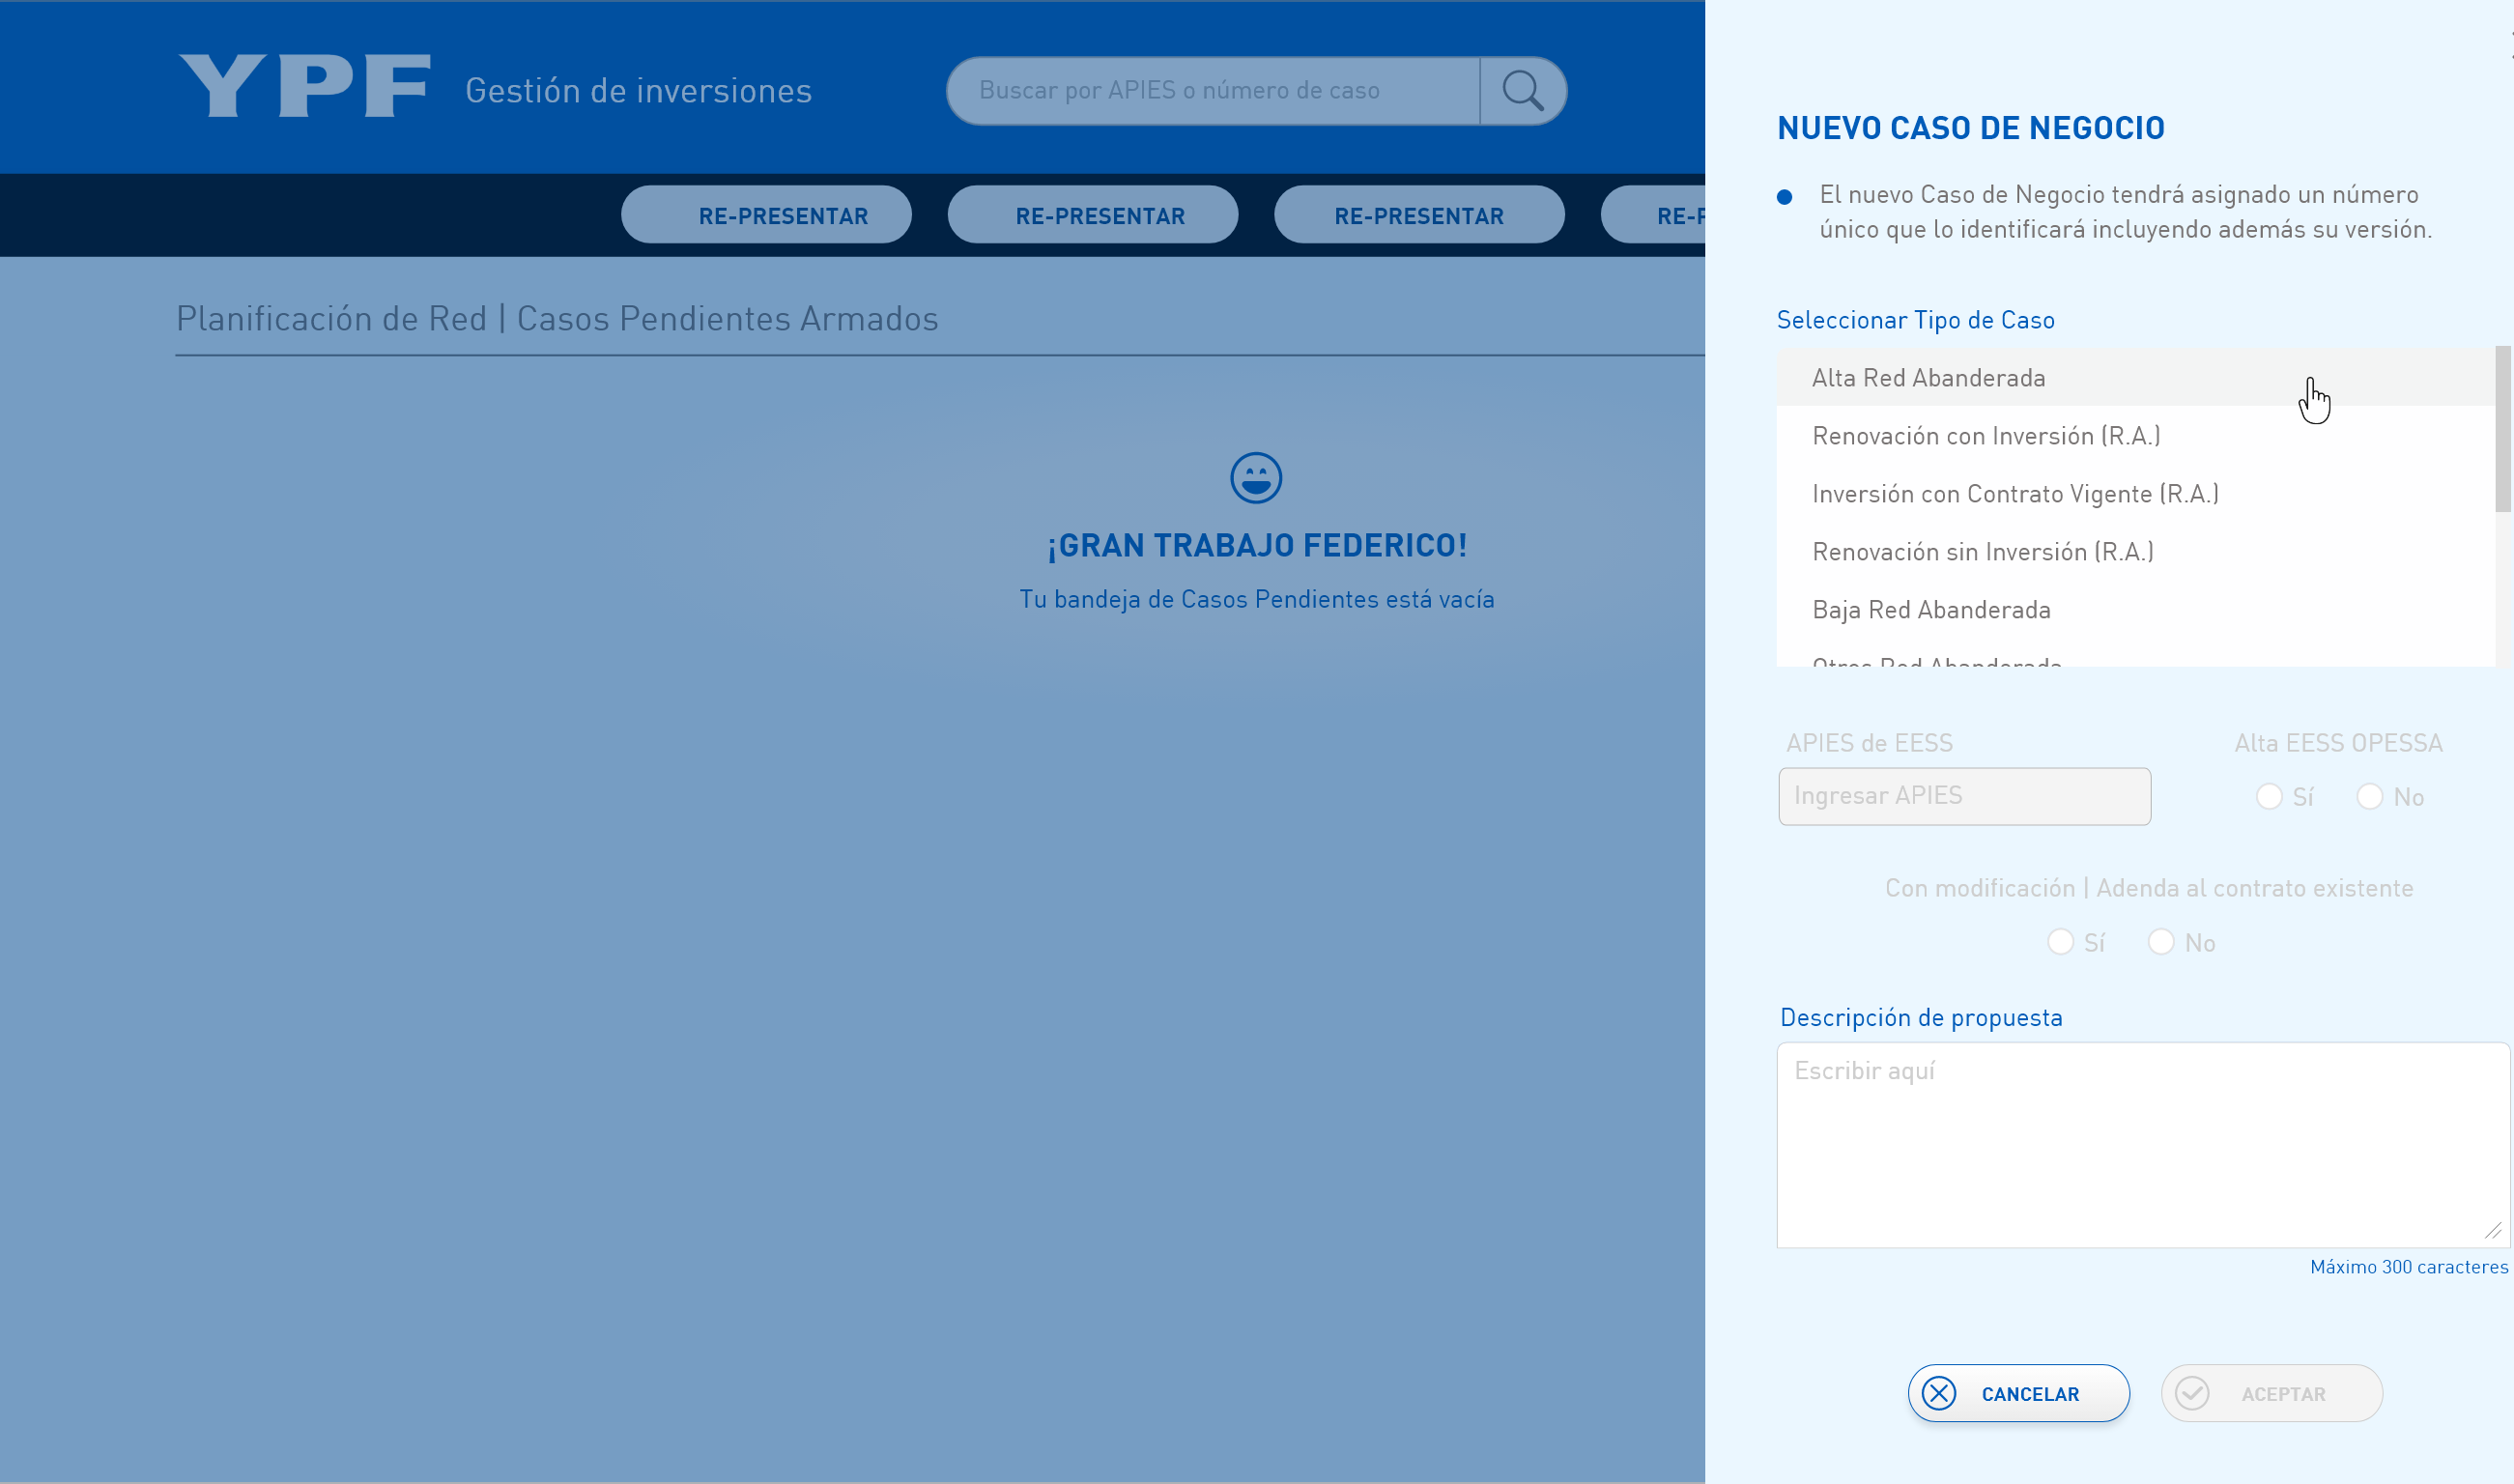 YPF Gestión de inversiones
Buscar por APIES o número de caso
RE-PRESENTAR
RE-PRESENTAR
RE-PRESENTAR
Planificación de Red | Casos Pendientes Armados
¡GRAN TRABAJO FEDERICO!
Tu bandeja de Casos Pendientes está vacía
NUEVO CASO DE NEGOCIO
El nuevo Caso de Negocio tendrá asignado un número
único que lo identificará incluyendo además su versión.
Seleccionar Tipo de Caso
Alta Red Abanderada
Renovación con Inversión (R.A.)
Inversión con Contrato Vigente (R.A.)
Renovación sin Inversión (R.A.)
Baja Red Abanderada
Otros Red Abanderada
APIES de EESS
Ingresar APIES
Alta EESS OPESSA
Sí No
Con modificación | Adenda al contrato existente
Sí No
Descripción de propuesta
Escribir aquí
Máximo 300 caracteres
CANCELAR
ACEPTAR